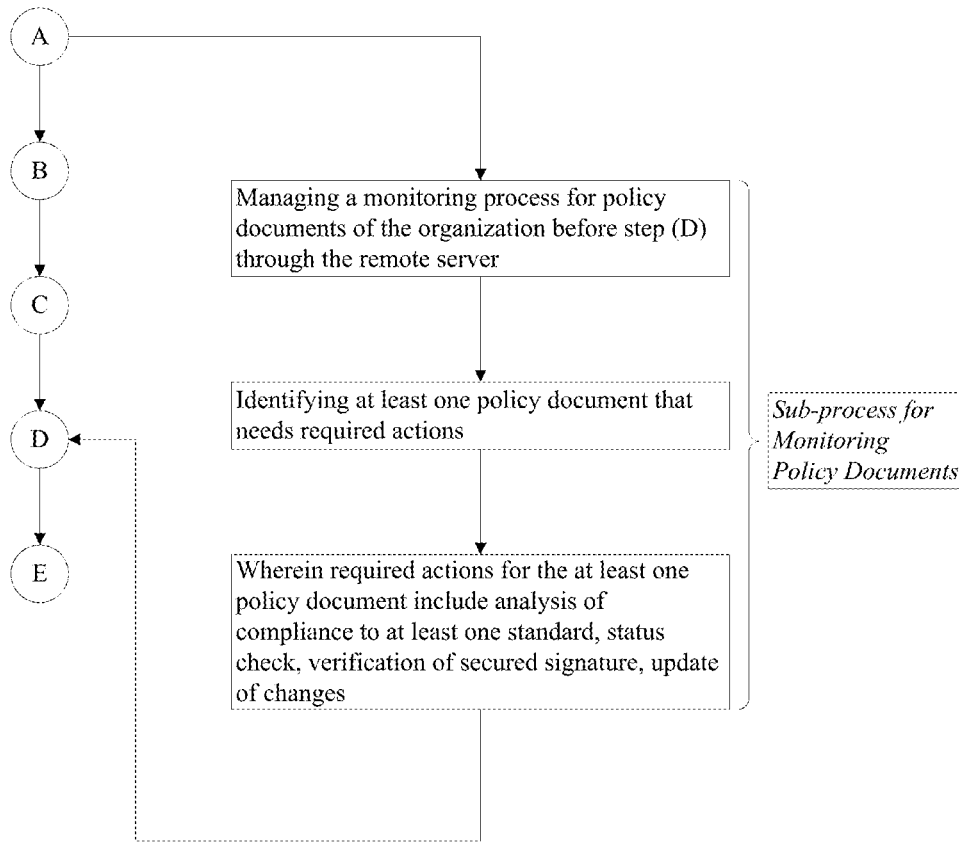 A
B
C
D
E
Managing a monitoring process for policy
documents of the organization before step (D)
through the remote server
Identifying at least one policy document that
needs required actions
Wherein required actions for the at least one
policy document include analysis of
compliance to at least one standard, status
check, verification of secured signature, update
of changes
Sub-process for
Monitoring
Policy Documents